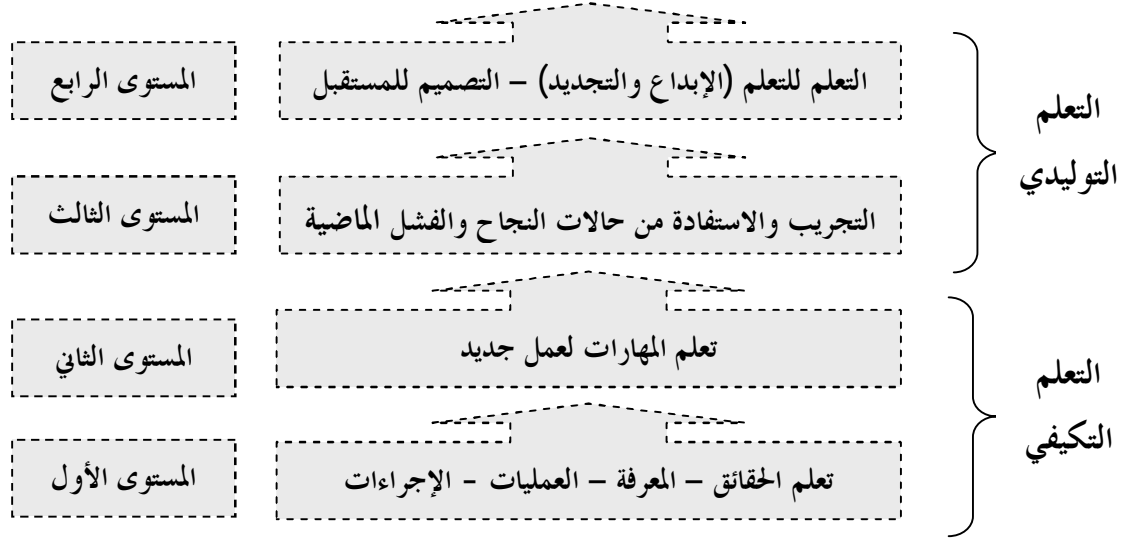 التعلم
التوليدي
التعلم للتعلم (الإبداع والتجديد) – التصميم للمستقبل
المستوى الرابع
التجريب والاستفادة من حالات النجاح والفشل الماضية
المستوى الثالث
التعلم
التكيفي
تعلم المهارات لعمل جديد
المستوى الثاني
تعلم الحقائق – المعرفة – العمليات - الإجراءات
المستوى الأول